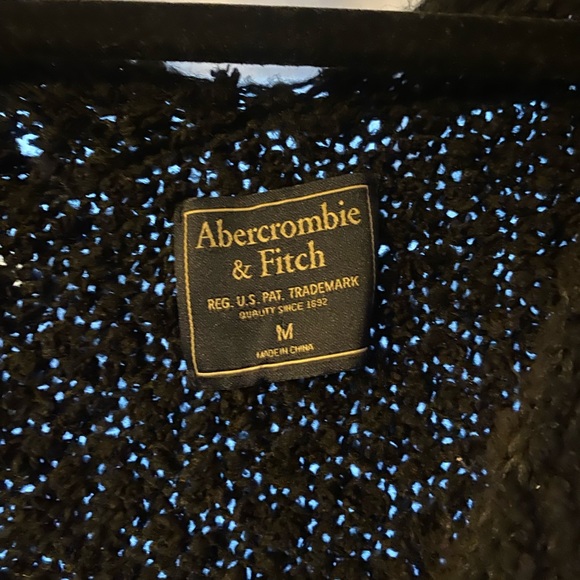 Abercrombie
& Fitch
REG. U.S. PAT. TRADEMARK
QUALITY SINCE 1892
M
MADE IN CHINA